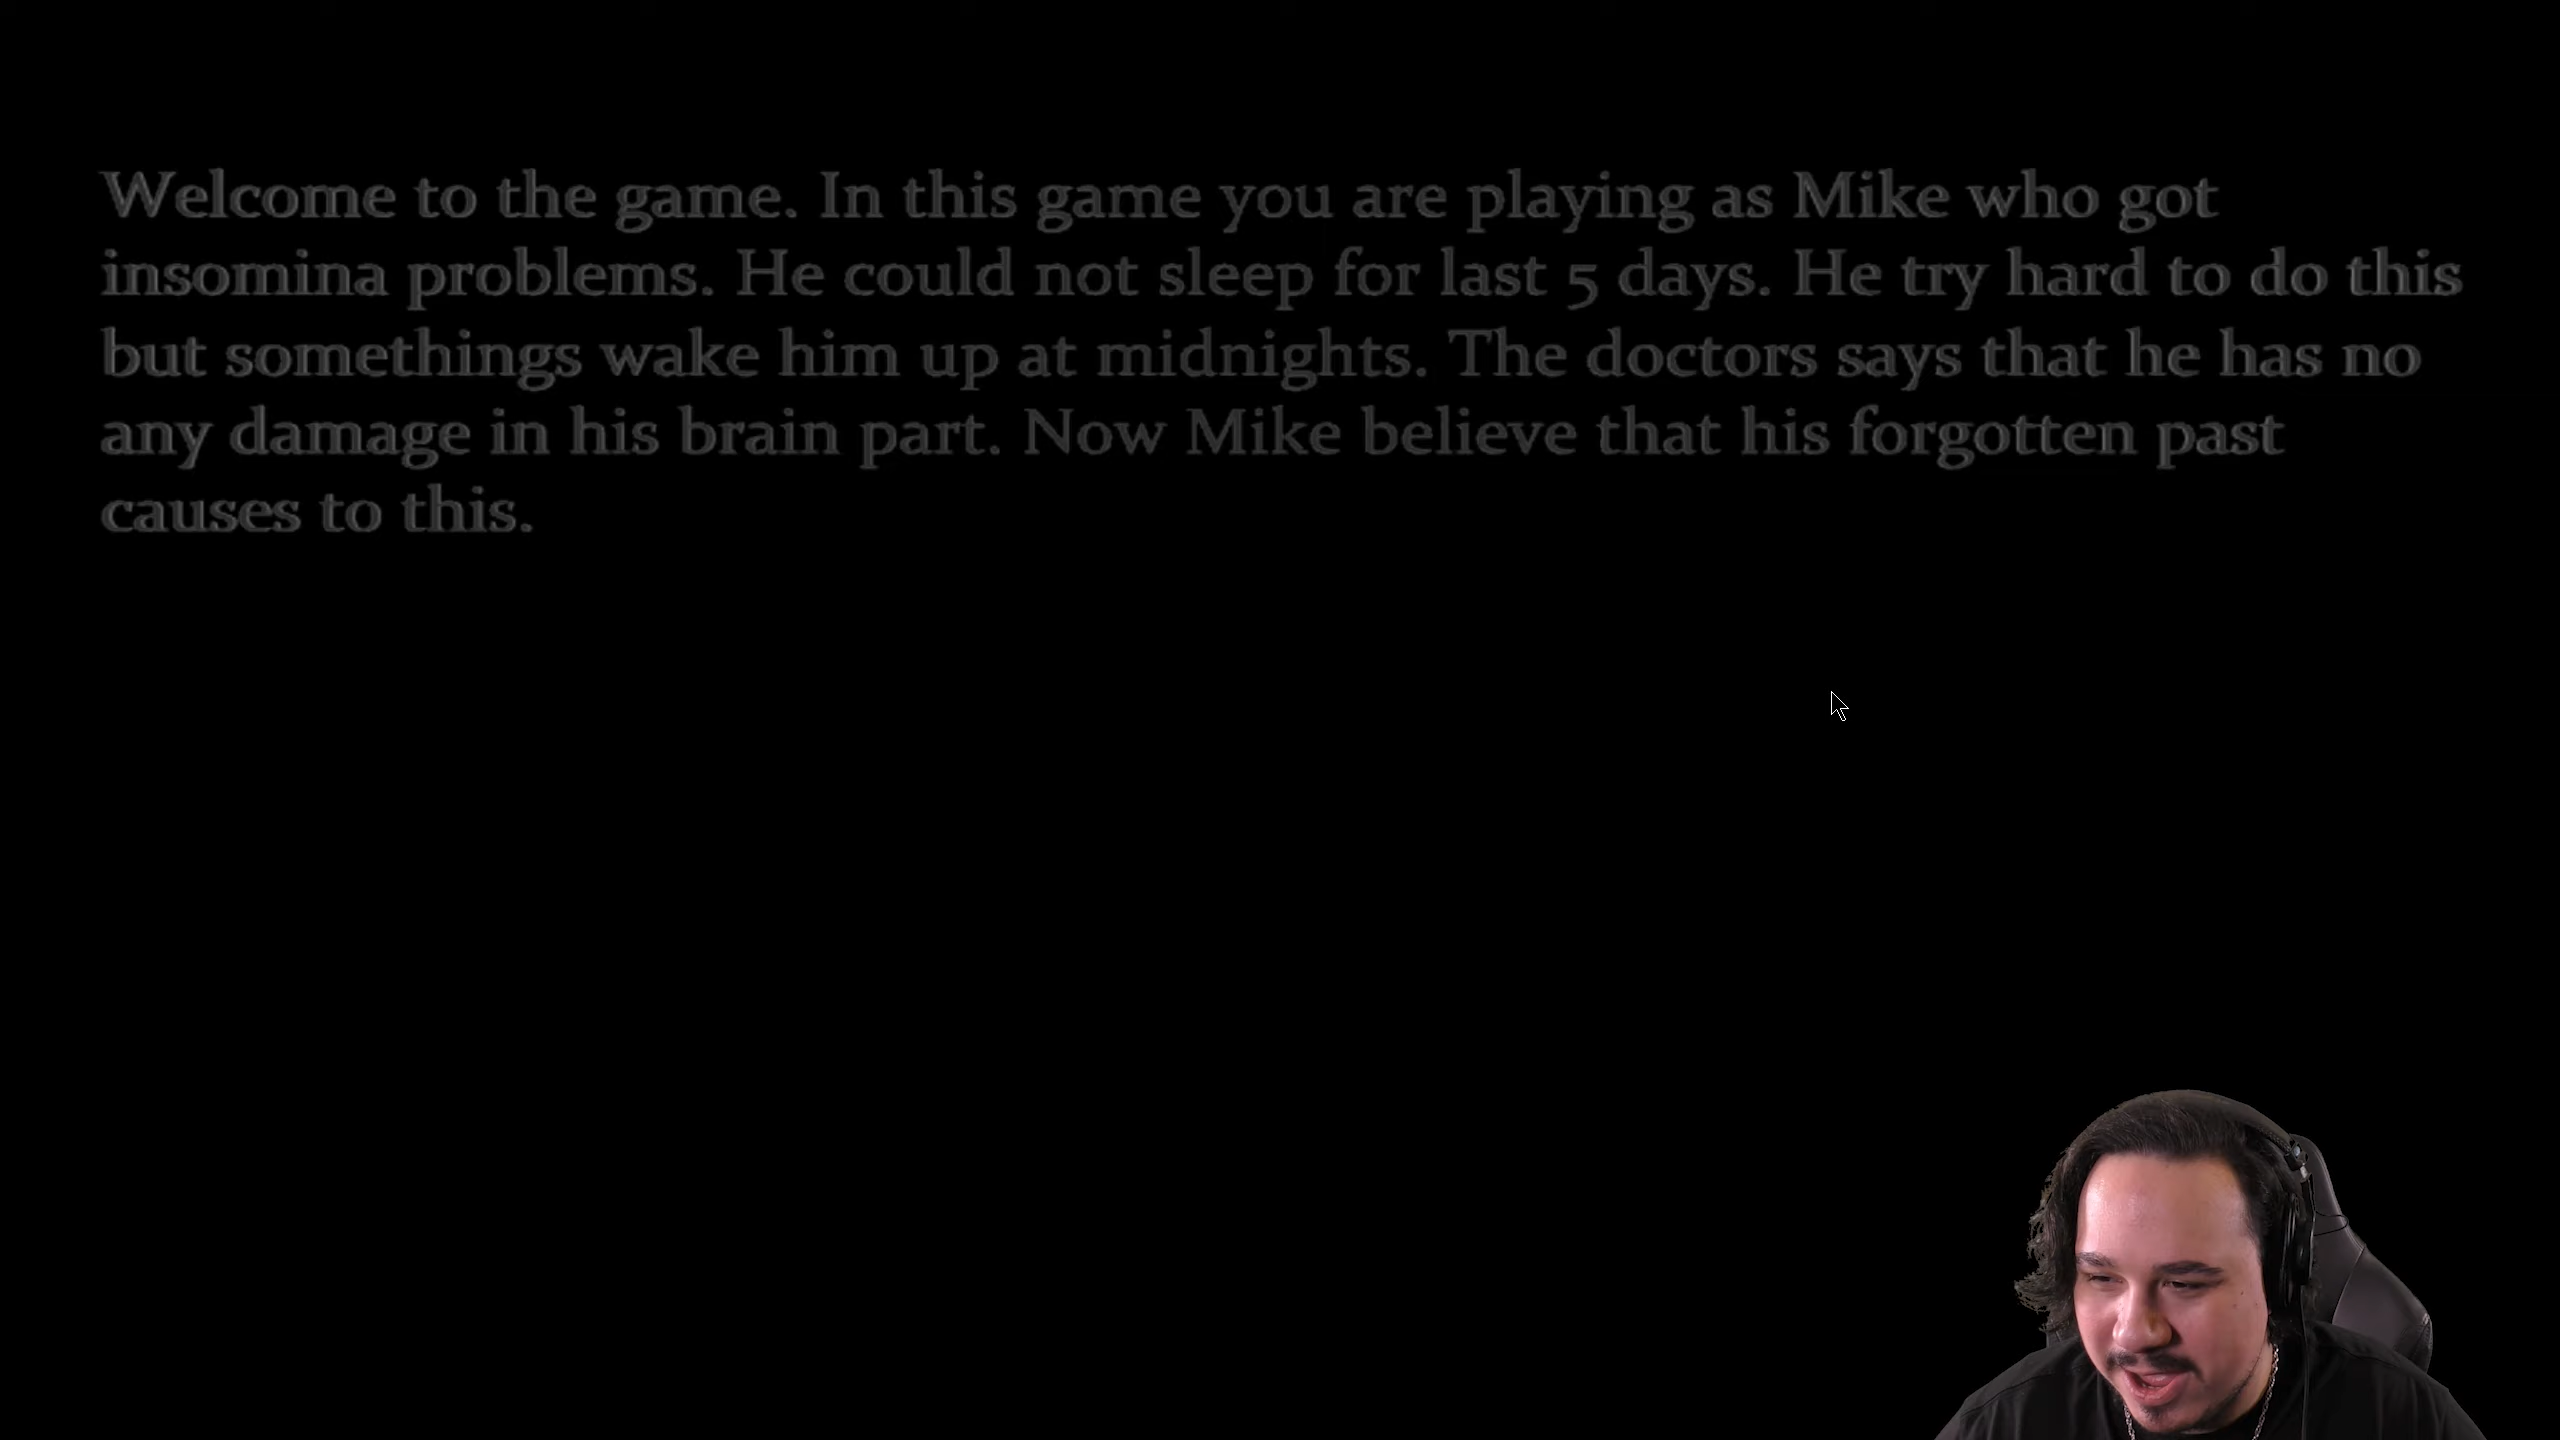 Welcome to the game. In this game you are playing as Mike who got
insomina problems. He could not sleep for last 5 days. He try hard to do this
but somethings wake him up at midnights. The doctors says that he has no
any damage in his brain part. Now Mike believe that his forgotten past
causes to this.